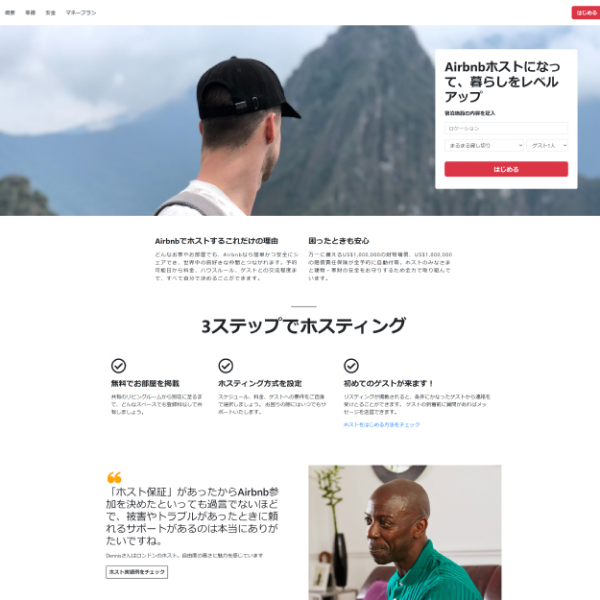 概要 準備 安全 マネープラン
はじめる
Airbnbホストになっ
て、暮らしをレベル
アップ
宿泊施設の内容を記入
ロケーション
まるまる貸し切り ゲスト1人
はじめる
Airbnbでホストするこれだけの理由
どんなお家やお部屋でも、Airbnbなら簡単かつ安全にシ
ェアでき、世界中の旅好きな仲間とつながれます。予約
可能日から料金、ハウスルール、ゲストとの交流程度ま
で、すべて自分で決めることができます。
困ったときも安心
万一に備えるUS$1,000,000の財物補償、US$1,000,000
の賠償責任保険が全予約に自動付帯。ホストのみなさま
と建物・家財の安全をお守りするため全力で取り組んで
います。
3ステップでホスティング
無料でお部屋を掲載
共有のリビングルームから別荘に至るま
で、どんなスペースでも登録料なしで共
有しましょう。
ホスティング方式を設定
スケジュール、料金、ゲストへの要件をご自身
で選択しましょう。 お困りの際にはいつでもサ
ポートいたします。
初めてのゲストが来ます！
リスティングが掲載されると、条件にかなったゲストから連絡を
受けとることができます。 ゲストの到着前に質問があればメッ
セージを送信できます。
ホストをはじめる方法をチェック
「ホスト保証」があったからAirbnb参
加を決めたといっても過言でないほど
で、被害やトラブルがあったときに頼
れるサポートがあるのは本当にありが
たいですね。
Dennisさんはロンドンのホスト。自由業の高さに魅力を感じています
ホスト実績例をチェック